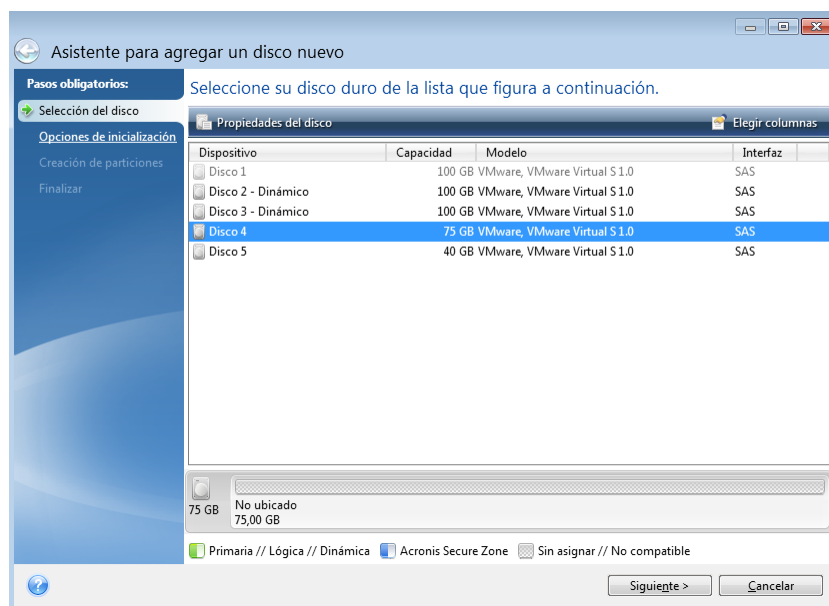 Asistente para agregar un disco nuevo
Pasos obligatorios:
Selección del disco
Opciones de inicialización
Creación de particiones
Finalizar
Seleccione su disco duro de la lista que figura a continuación.
Propiedades del disco Elegir columnas
Dispositivo Capacidad Modelo Interfaz
Disco 1 100 GB VMware, VMware Virtual S 1.0 SAS
Disco 2 - Dinámico 100 GB VMware, VMware Virtual S 1.0 SAS
Disco 3 - Dinámico 100 GB VMware, VMware Virtual S 1.0 SAS
Disco 4 75 GB VMware, VMware Virtual S 1.0 SAS
Disco 5 40 GB VMware, VMware Virtual S 1.0 SAS
75 GB
No ubicado
75,00 GB
Primaria // Lógica // Dinámica Acronis Secure Zone Sin asignar // No compatible
Siguiente > Cancelar